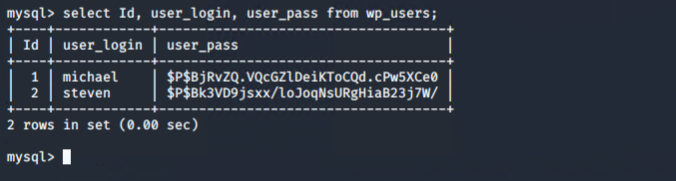 mysql> select Id, user_login, user_pass from wp_users;
+----+------------+------------------------------------+
| Id | user_login | user_pass                          |
+----+------------+------------------------------------+
|  1 | michael    | $P$BjRvZQ.VQcGZlDeiKToCQd.cPw5XCe0 |
|  2 | steven     | $P$Bk3VD9jsxx/loJoqNsURgHiaB23j7W/ |
+----+------------+------------------------------------+
2 rows in set (0.00 sec)
mysql>